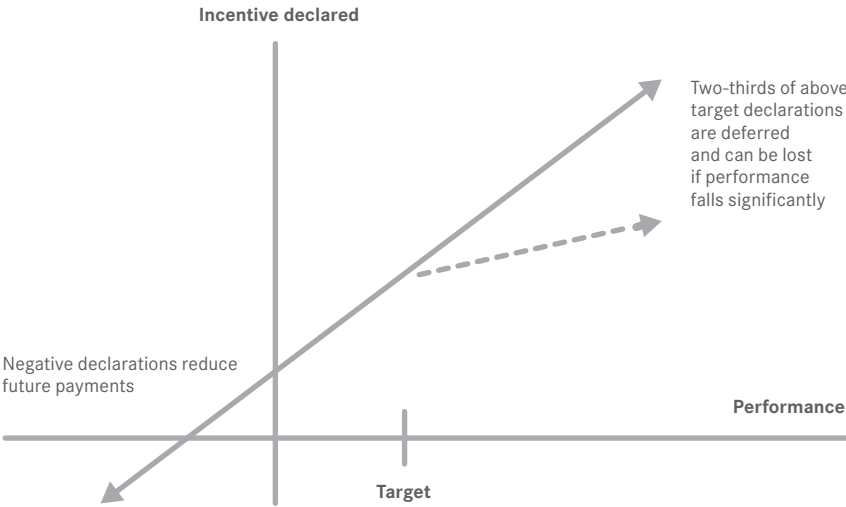 Incentive declared
Two-thirds of above
target declarations
are deferred
and can be lost
if performance
falls significantly
Negative declarations reduce
future payments
Performance
Target